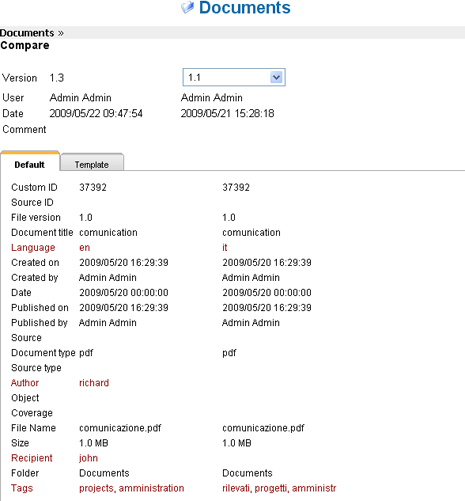 Documents
Documents »
Compare
Version 1.3 1.1
User Admin Admin Admin Admin
Date 2009/05/22 09:47:54 2009/05/21 15:28:18
Comment
Default Template
Custom ID 37392 37392
Source ID
File version 1.0 1.0
Document title comunication comunication
Language en it
Created on 2009/05/20 16:29:39 2009/05/20 16:29:39
Created by Admin Admin Admin Admin
Date 2009/05/20 00:00:00 2009/05/20 00:00:00
Published on 2009/05/20 16:29:39 2009/05/20 16:29:39
Published by Admin Admin Admin Admin
Source
Document type pdf pdf
Source type
Author richard
Object
Coverage
File Name comunicazione.pdf comunicazione.pdf
Size 1.0 MB 1.0 MB
Recipient john
Folder Documents Documents
Tags projects, amministration rilevati, progetti, amministr